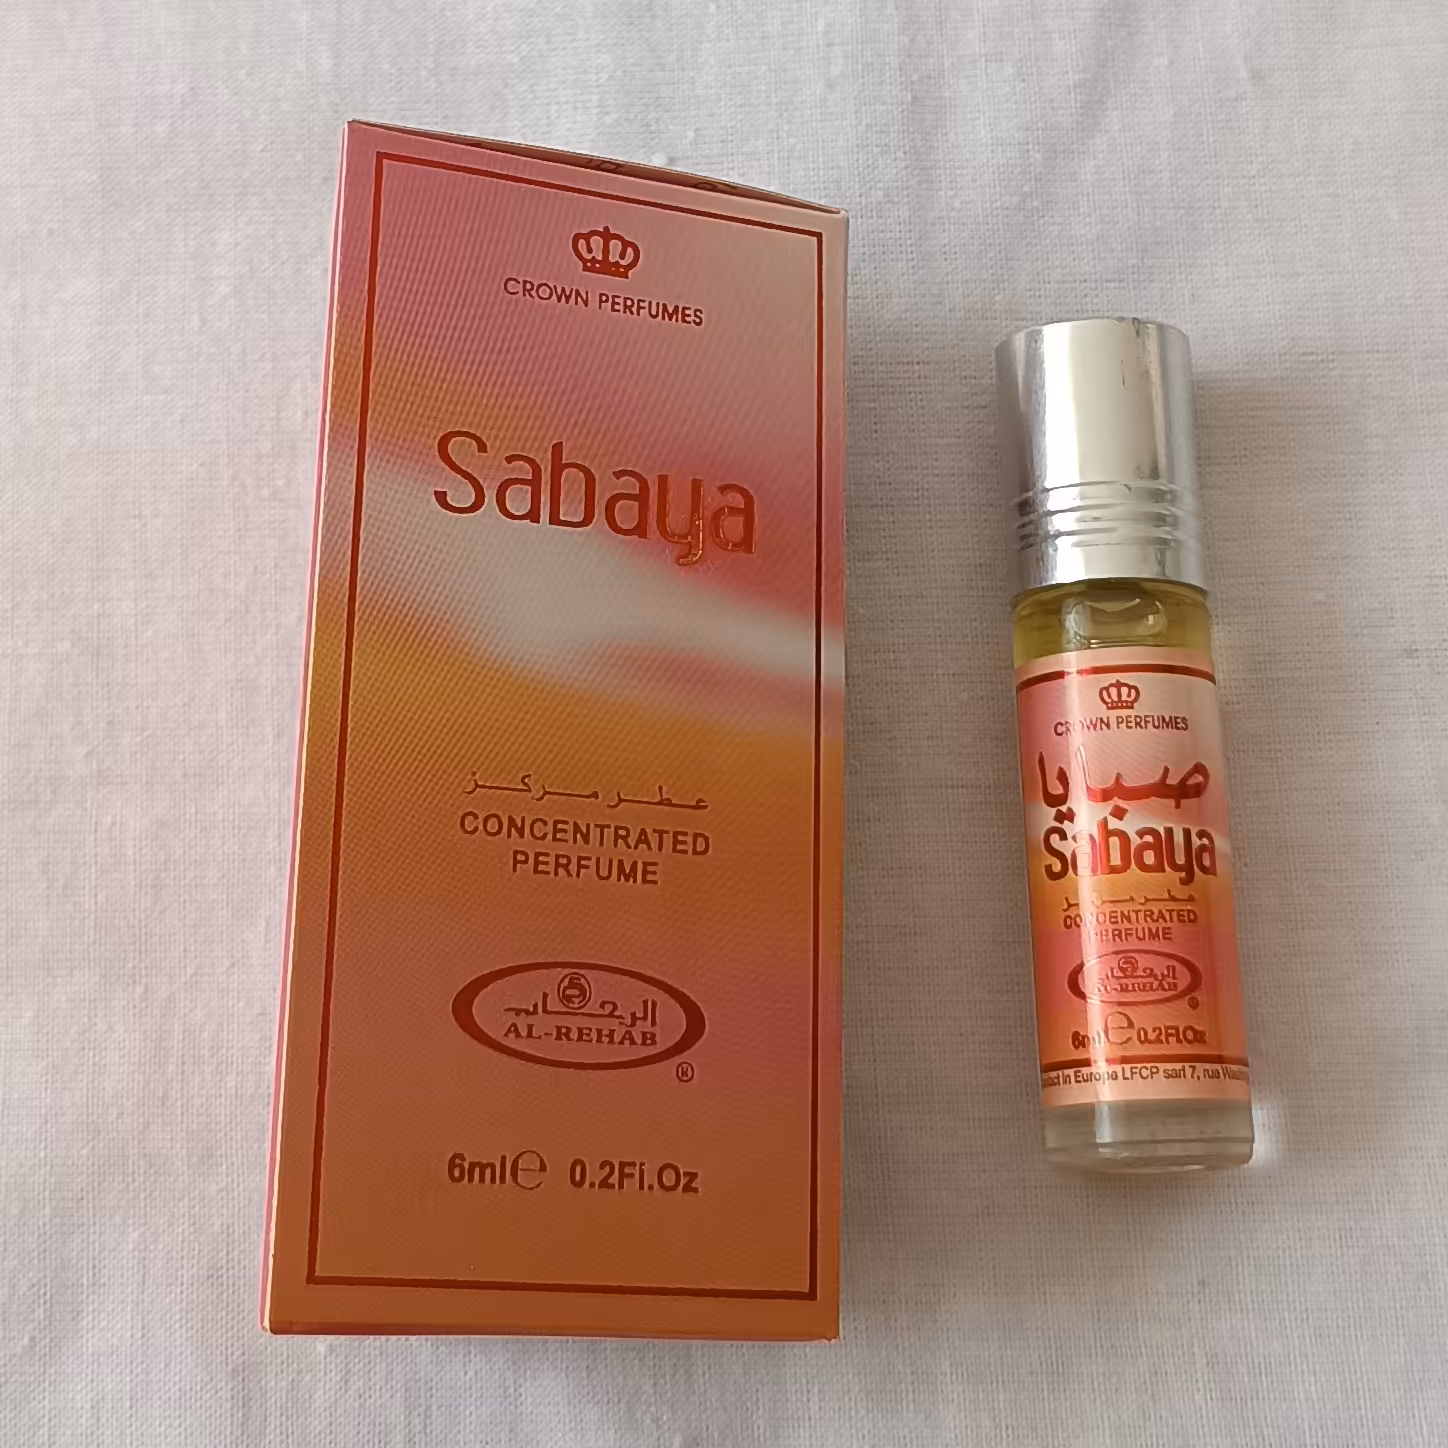 CROWN PERFUMES
Sabaya
عطر مركز
CONCENTRATED
PERFUME
الرحاب
AL-REHAB
®
6ml℮ 0.2Fl.Oz
CROWN PERFUMES
صبايا
Sabaya
عطر مركز
CONCENTRATED
PERFUME
الرحاب
AL-REHAB
®
6ml℮ 0.2Fl.Oz
in Europe LFCP sarl 7, rue